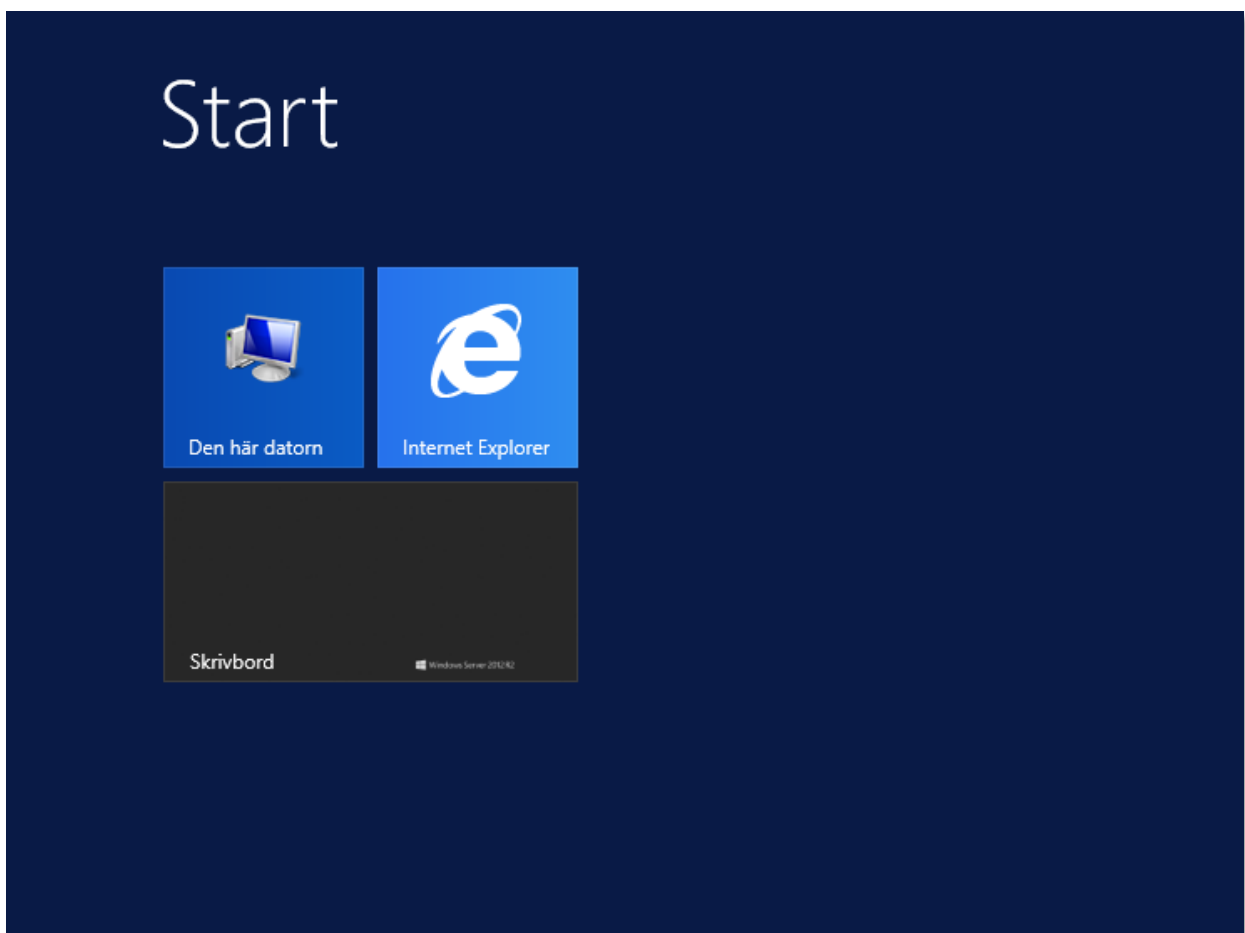 Start
Den här datorn
Internet Explorer
Skrivbord
Windows Server 2012 R2